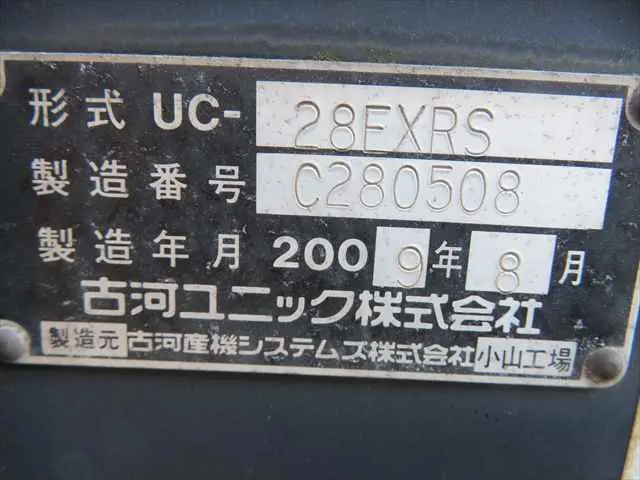 形式 UC-28EXRS
製造番号 C280508
製造年月 2009年8月
古河ユニック株式会社
製造元 古河産機システムズ株式会社 小山工場